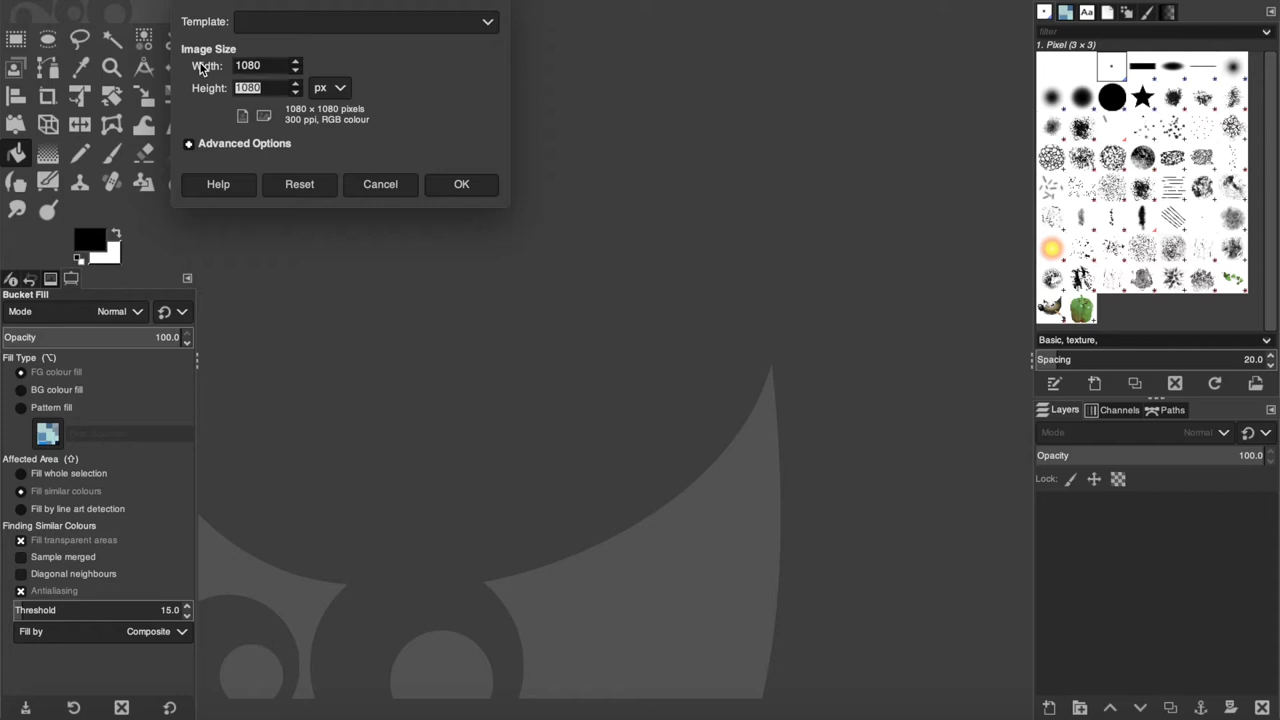 Template:
Image Size
Width: 1080
Height: 1080 px
1080 × 1080 pixels
300 ppi, RGB colour
Advanced Options
Help Reset Cancel OK
Bucket Fill
Mode Normal
Opacity 100.0
Fill Type (⌥)
FG colour fill
BG colour fill
Pattern fill
Affected Area (⇧)
Fill whole selection
Fill similar colours
Fill by line art detection
Finding Similar Colours
Fill transparent areas
Sample merged
Diagonal neighbours
Antialiasing
Threshold 15.0
Fill by Composite
Aa
filter
1. Pixel (3 × 3)
Basic, texture,
Spacing 20.0
Layers Channels Paths
Mode Normal
Opacity 100.0
Lock: